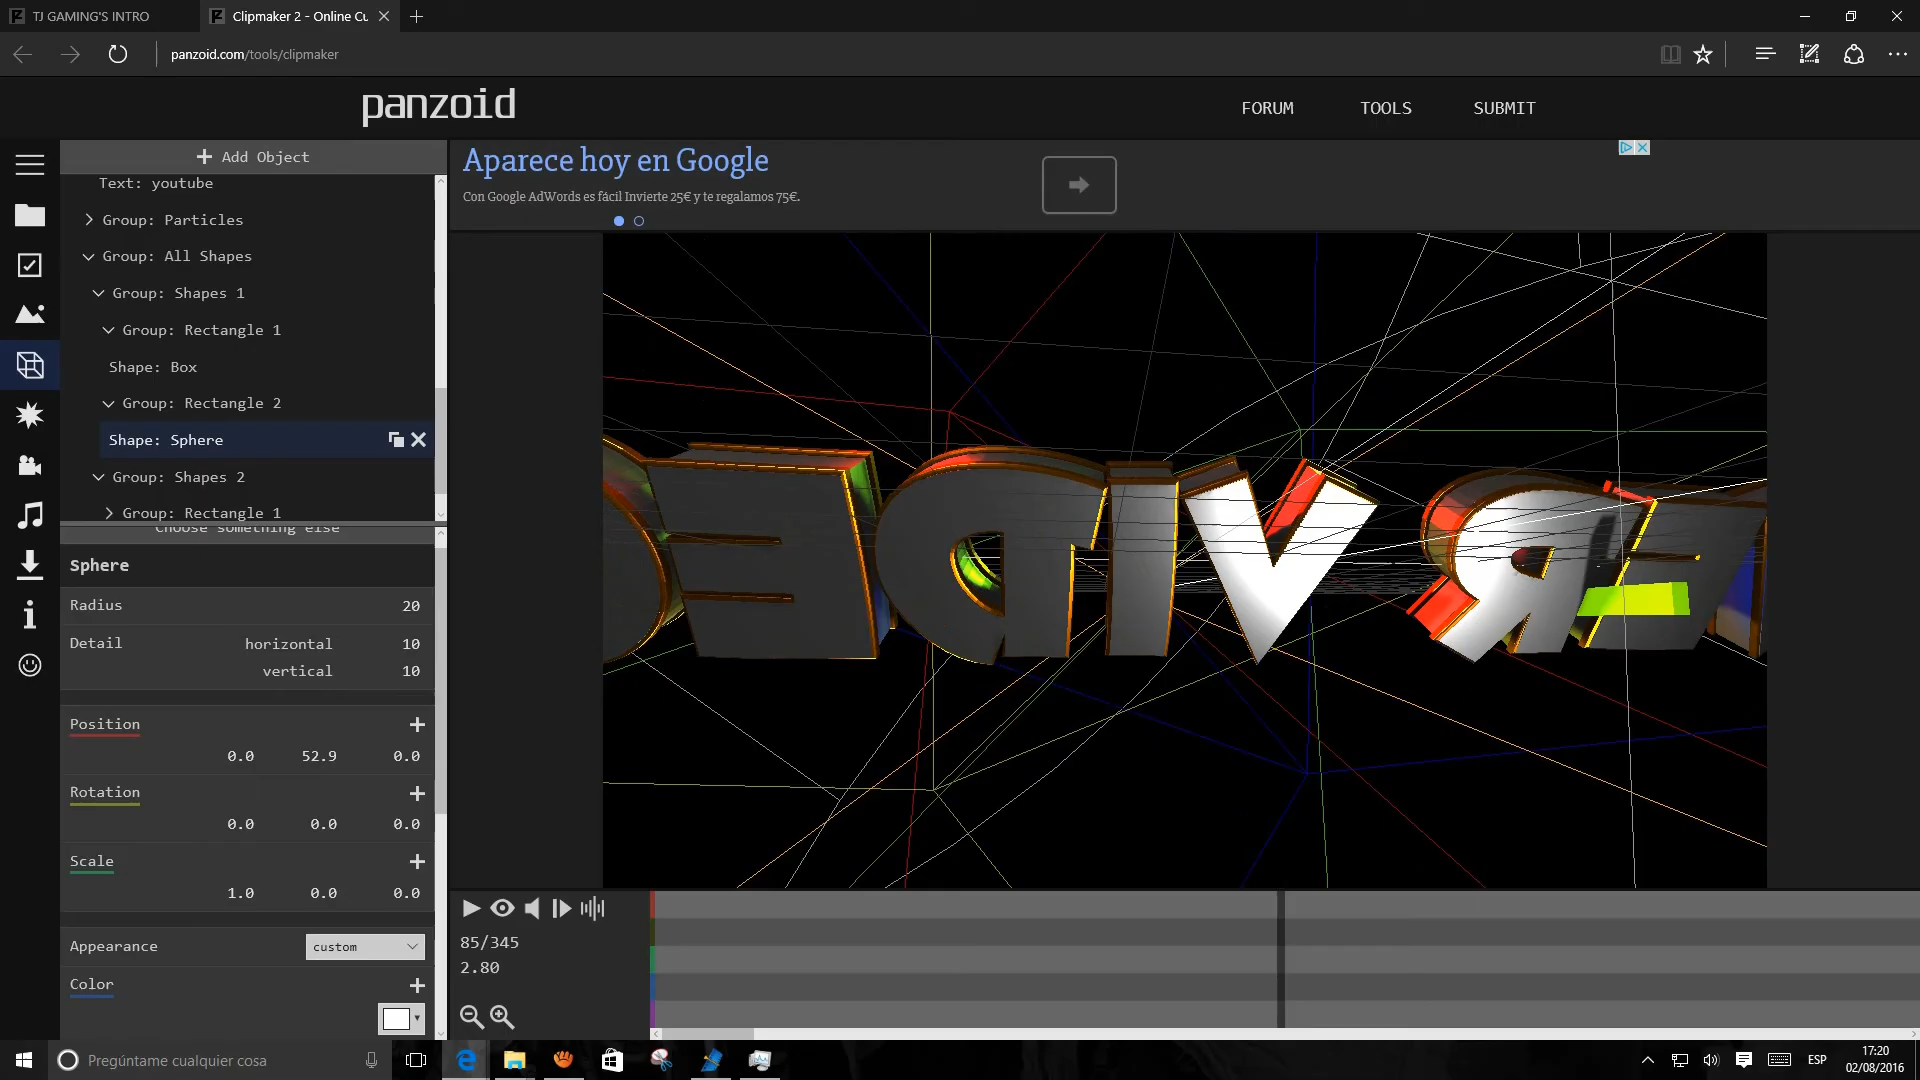 TJ GAMING'S INTRO
Clipmaker 2 - Online Cu
panzoid.com/tools/clipmaker
panzoid
FORUM
TOOLS
SUBMIT
Add Object
Text: youtube
Group: Particles
Group: All Shapes
Group: Shapes 1
Group: Rectangle 1
Shape: Box
Group: Rectangle 2
Shape: Sphere
Group: Shapes 2
Group: Rectangle 1
Choose something else
Sphere
Radius 20
Detail horizontal 10
vertical 10
Position
0.0 52.9 0.0
Rotation
0.0 0.0 0.0
Scale
1.0 0.0 0.0
Appearance custom
Color
Aparece hoy en Google
Con Google AdWords es fácil Invierte 25€ y te regalamos 75€.
85/345
2.80
Pregúntame cualquier cosa
ESP
17:20
02/08/2016